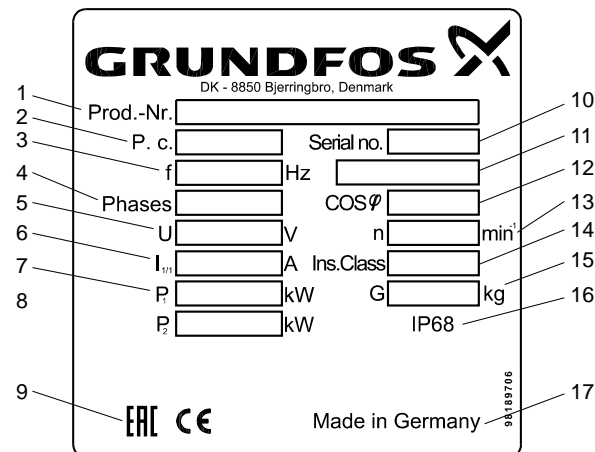 GRUNDFOS
DK - 8850 Bjerringbro, Denmark
1 Prod.-Nr.
2 P. c. Serial no. 10
3 f Hz 11
4 Phases COSφ 12
5 U V n min-1 13
6 I1/1 A Ins.Class 14
7 P1 kW G kg 15
8 P2 kW IP68 16
9 EAC CE Made in Germany 17
98189706